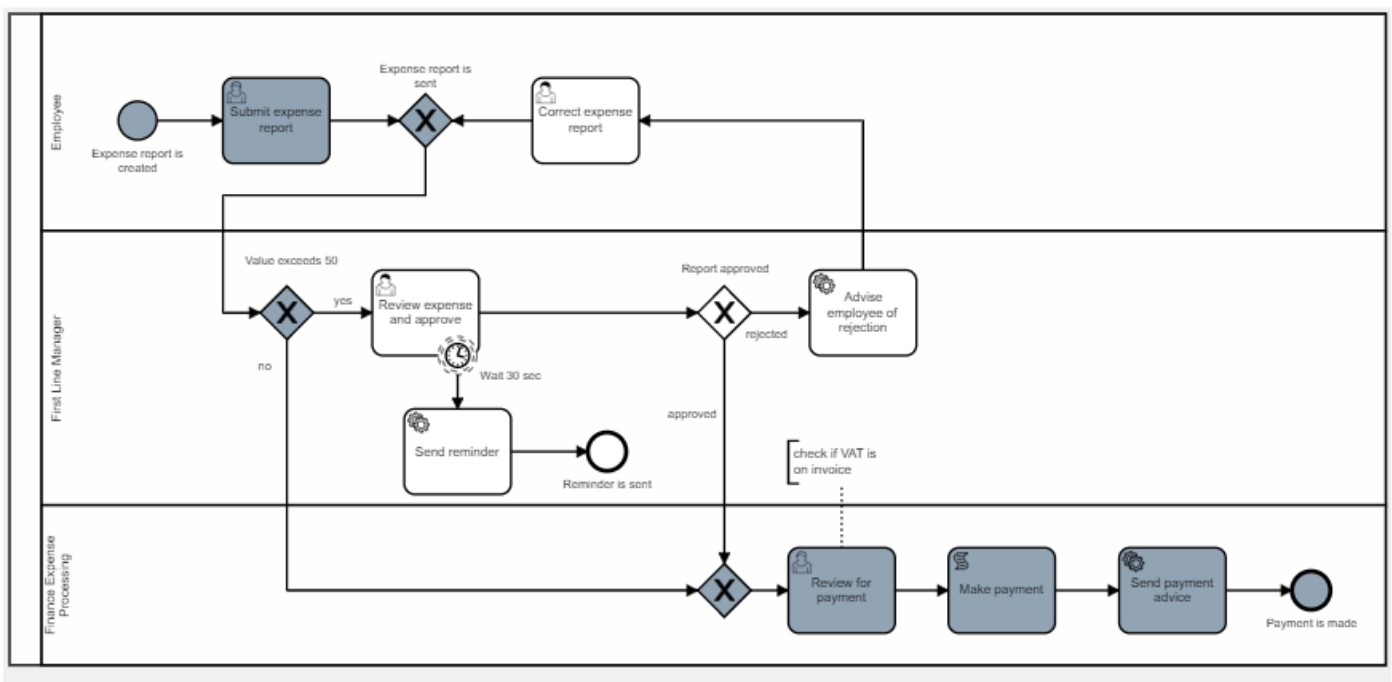 Employee
Expense report is
created
Submit expense
report
Expense report is
sent
X
Correct expense
report
First Line Manager
Value exceeds 50
X
yes
no
Review expense
and approve
Wait 30 sec
Send reminder
Reminder is sent
Report approved
X
rejected
approved
Advise
employee of
rejection
check if VAT is
on invoice
Finance Expense
Processing
X
Review for
payment
Make payment
Send payment
advice
Payment is made